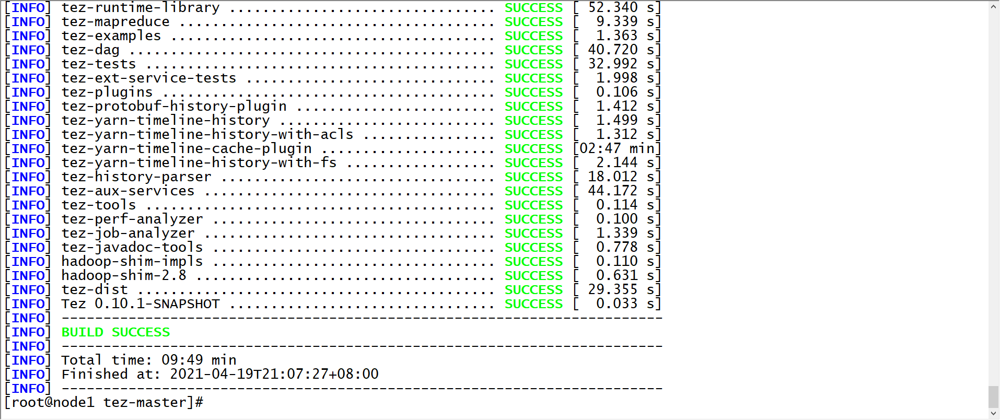 [INFO] tez-runtime-library ................................ SUCCESS [ 52.340 s]
[INFO] tez-mapreduce ...................................... SUCCESS [  9.339 s]
[INFO] tez-examples ....................................... SUCCESS [  1.363 s]
[INFO] tez-dag ............................................ SUCCESS [ 40.720 s]
[INFO] tez-tests .......................................... SUCCESS [ 32.992 s]
[INFO] tez-ext-service-tests .............................. SUCCESS [  1.998 s]
[INFO] tez-plugins ........................................ SUCCESS [  0.106 s]
[INFO] tez-protobuf-history-plugin ........................ SUCCESS [  1.412 s]
[INFO] tez-yarn-timeline-history .......................... SUCCESS [  1.499 s]
[INFO] tez-yarn-timeline-history-with-acls ................ SUCCESS [  1.312 s]
[INFO] tez-yarn-timeline-cache-plugin ..................... SUCCESS [02:47 min]
[INFO] tez-yarn-timeline-history-with-fs .................. SUCCESS [  2.144 s]
[INFO] tez-history-parser ................................. SUCCESS [ 18.012 s]
[INFO] tez-aux-services ................................... SUCCESS [ 44.172 s]
[INFO] tez-tools .......................................... SUCCESS [  0.114 s]
[INFO] tez-perf-analyzer .................................. SUCCESS [  0.100 s]
[INFO] tez-job-analyzer ................................... SUCCESS [  1.339 s]
[INFO] tez-javadoc-tools .................................. SUCCESS [  0.778 s]
[INFO] hadoop-shim-impls .................................. SUCCESS [  0.110 s]
[INFO] hadoop-shim-2.8 .................................... SUCCESS [  0.631 s]
[INFO] tez-dist ........................................... SUCCESS [ 29.355 s]
[INFO] Tez 0.10.1-SNAPSHOT ................................ SUCCESS [  0.033 s]
[INFO] ------------------------------------------------------------------------
[INFO] BUILD SUCCESS
[INFO] ------------------------------------------------------------------------
[INFO] Total time: 09:49 min
[INFO] Finished at: 2021-04-19T21:07:27+08:00
[INFO] ------------------------------------------------------------------------
[root@node1 tez-master]#